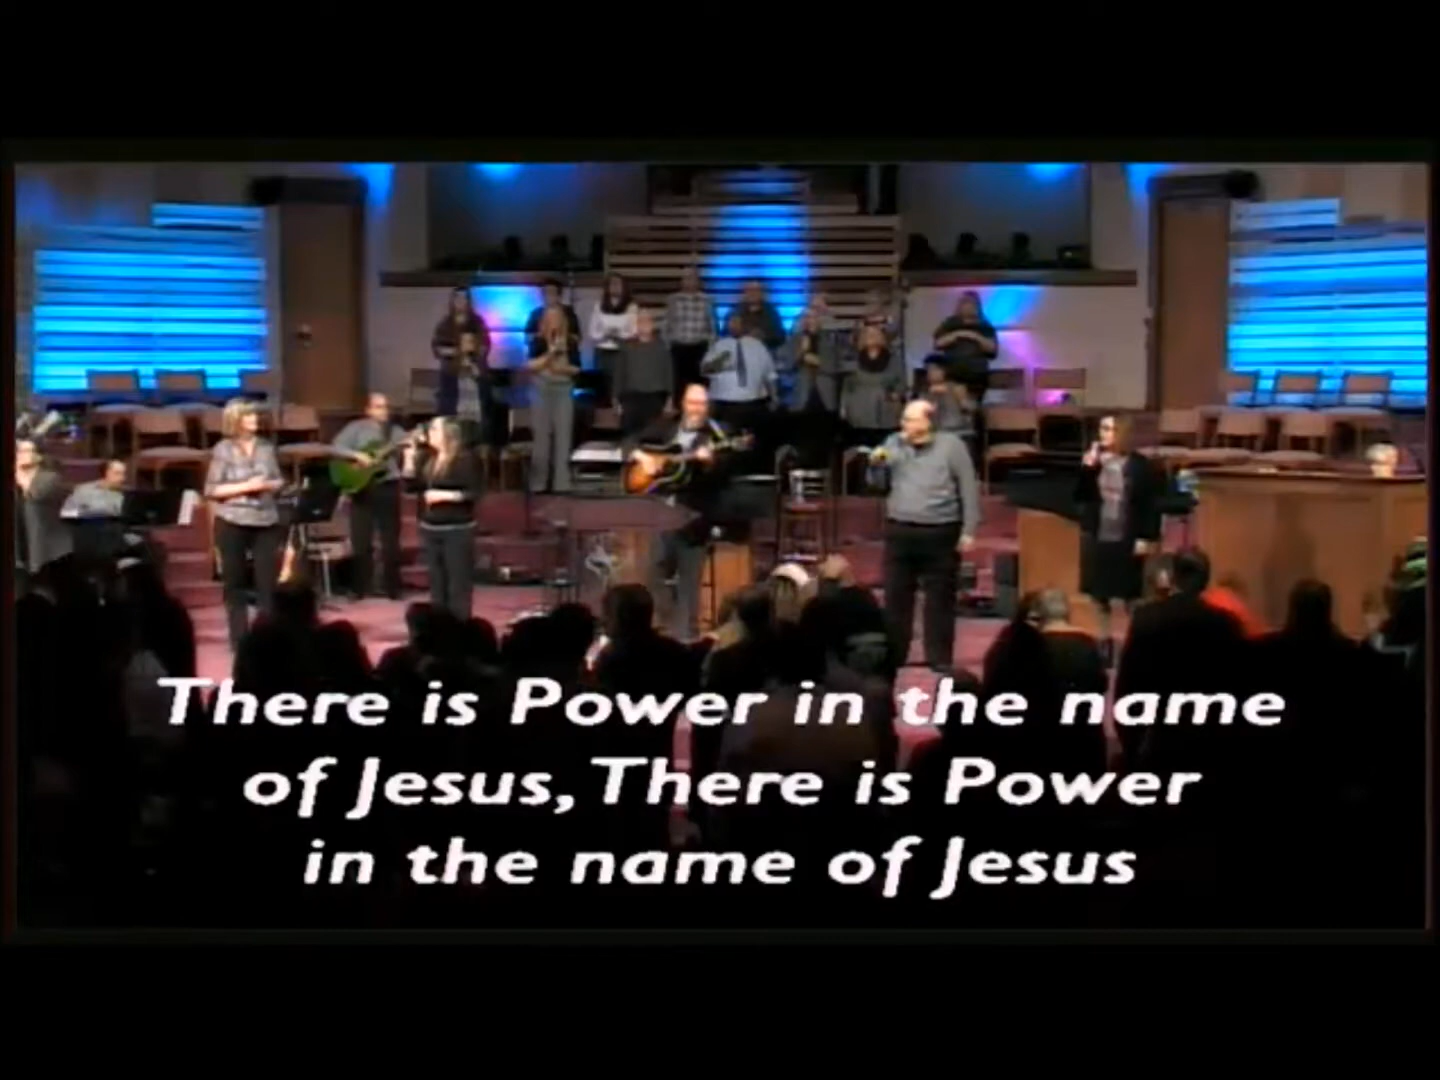 There is Power in the name
of Jesus, There is Power
in the name of Jesus